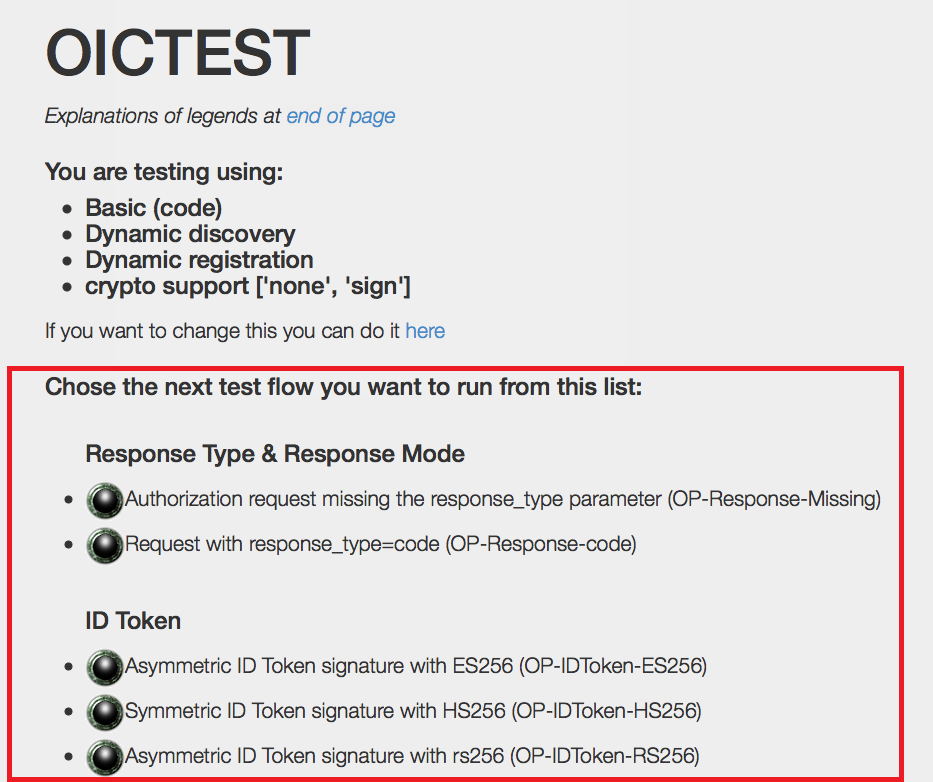 OICTEST
Explanations of legends at end of page
You are testing using:
Basic (code)
Dynamic discovery
Dynamic registration
crypto support ['none', 'sign']
If you want to change this you can do it here
Chose the next test flow you want to run from this list:
Response Type & Response Mode
Authorization request missing the response_type parameter (OP-Response-Missing)
Request with response_type=code (OP-Response-code)
ID Token
Asymmetric ID Token signature with ES256 (OP-IDToken-ES256)
Symmetric ID Token signature with HS256 (OP-IDToken-HS256)
Asymmetric ID Token signature with rs256 (OP-IDToken-RS256)